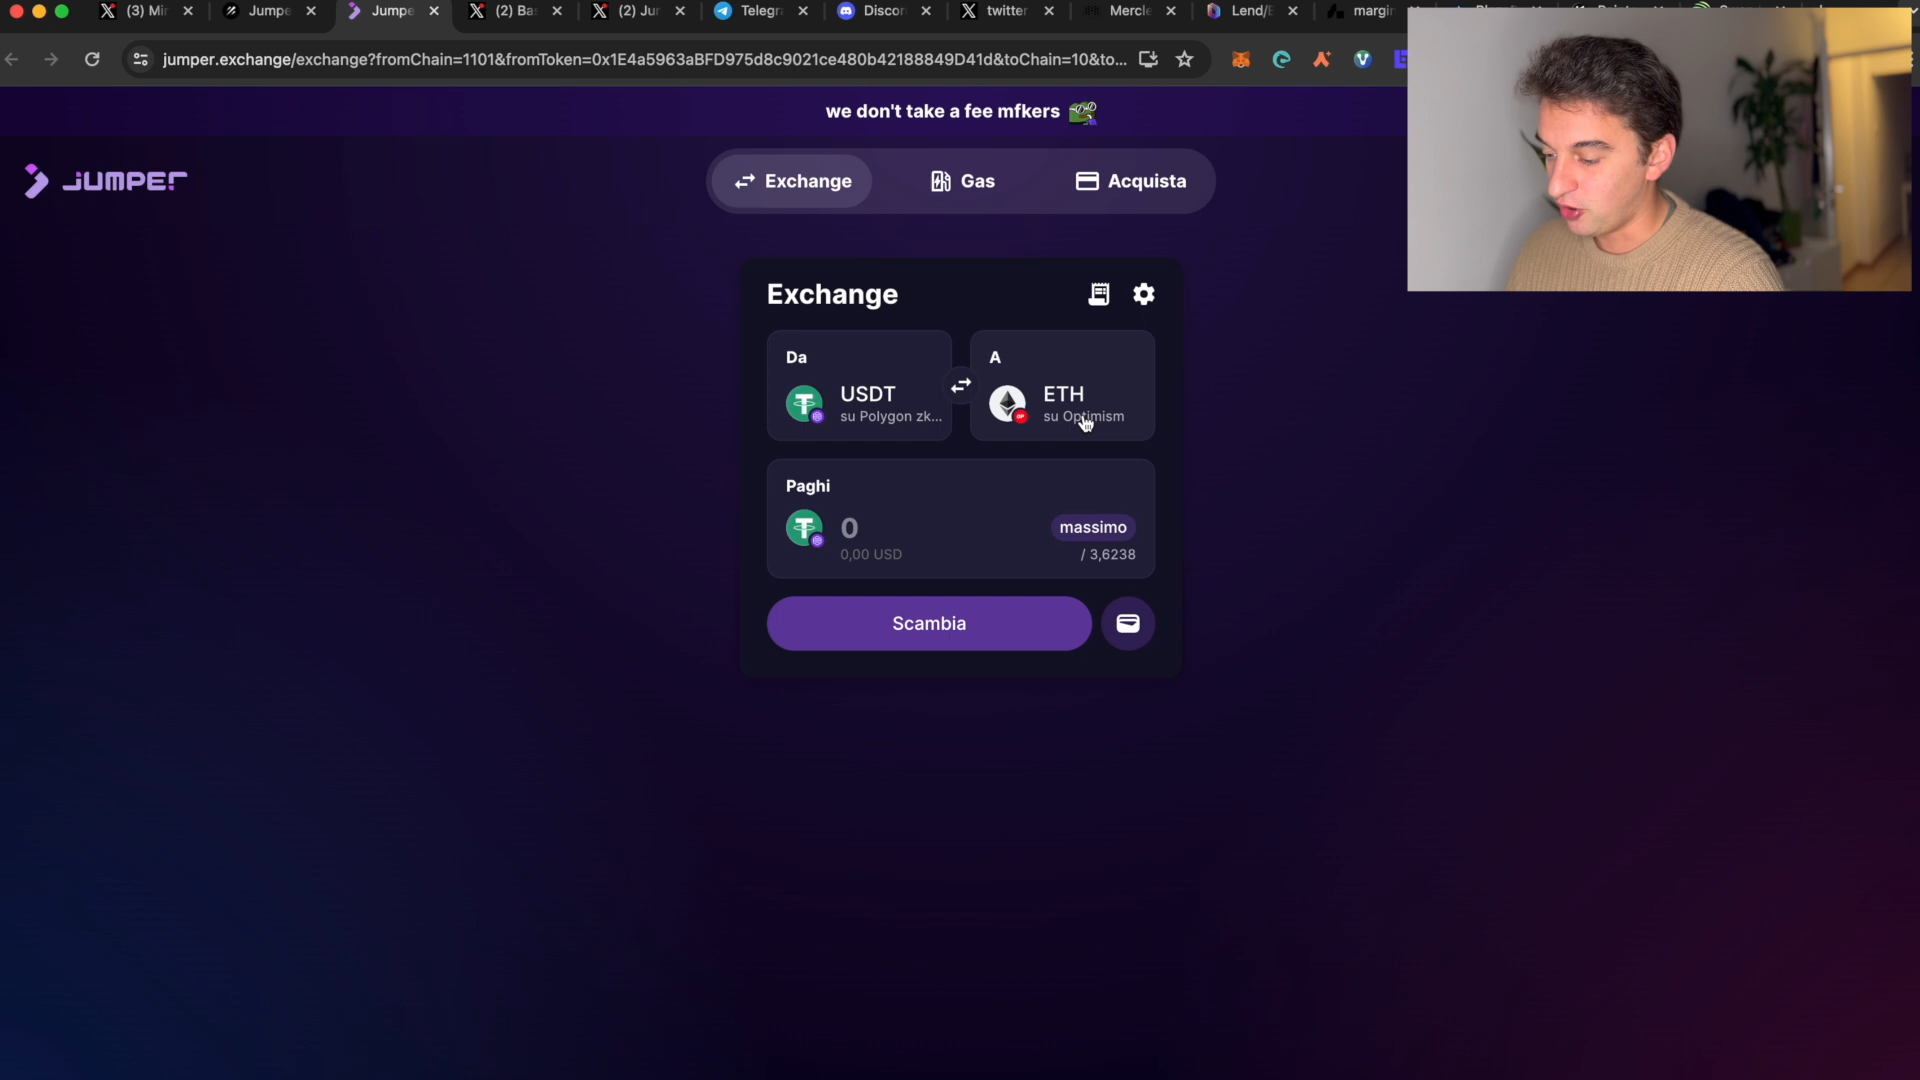 (3) Mi
Jumpe
Jumpe
(2) Ba
(2) Ju
Telegr
Discor
twitter
Mercle
Lend/E
margin
jumper.exchange/exchange?fromChain=1101&fromToken=0x1E4a5963aBFD975d8c9021ce480b42188849D41d&toChain=10&to...
we don't take a fee mfkers
JUMPER
Exchange
Gas
Acquista
Exchange
Da
USDT
su Polygon zk...
A
ETH
su Optimism
Paghi
0
massimo
0,00 USD
/ 3,6238
Scambia